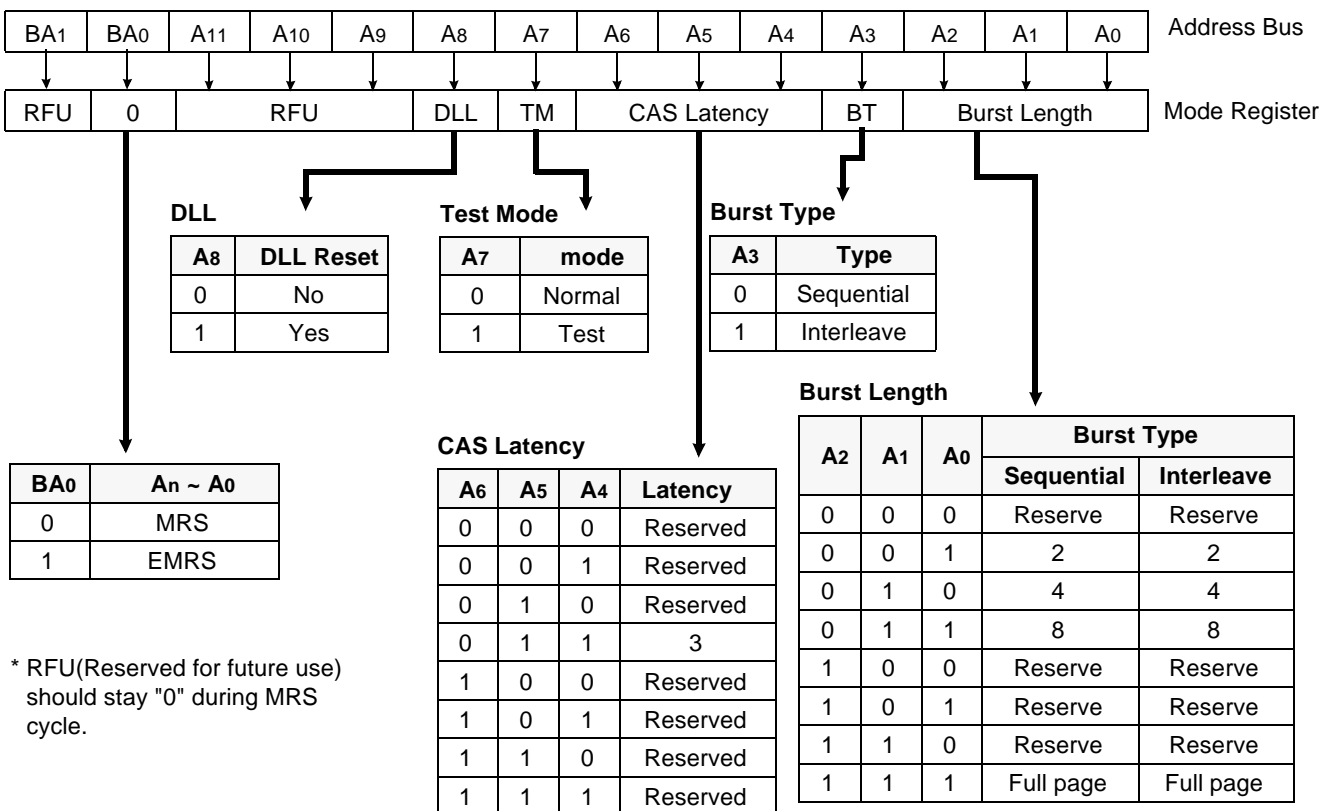 BA1 BA0 A11 A10 A9 A8 A7 A6 A5 A4 A3 A2 A1 A0 Address Bus
RFU 0 RFU DLL TM CAS Latency BT Burst Length Mode Register
DLL
A8 DLL Reset
0 No
1 Yes
Test Mode
A7 mode
0 Normal
1 Test
Burst Type
A3 Type
0 Sequential
1 Interleave
BA0 An ~ A0
0 MRS
1 EMRS
* RFU(Reserved for future use)
should stay "0" during MRS
cycle.
CAS Latency
A6 A5 A4 Latency
0 0 0 Reserved
0 0 1 Reserved
0 1 0 Reserved
0 1 1 3
1 0 0 Reserved
1 0 1 Reserved
1 1 0 Reserved
1 1 1 Reserved
Burst Length
A2 A1 A0 Burst Type
Sequential Interleave
0 0 0 Reserve Reserve
0 0 1 2 2
0 1 0 4 4
0 1 1 8 8
1 0 0 Reserve Reserve
1 0 1 Reserve Reserve
1 1 0 Reserve Reserve
1 1 1 Full page Full page